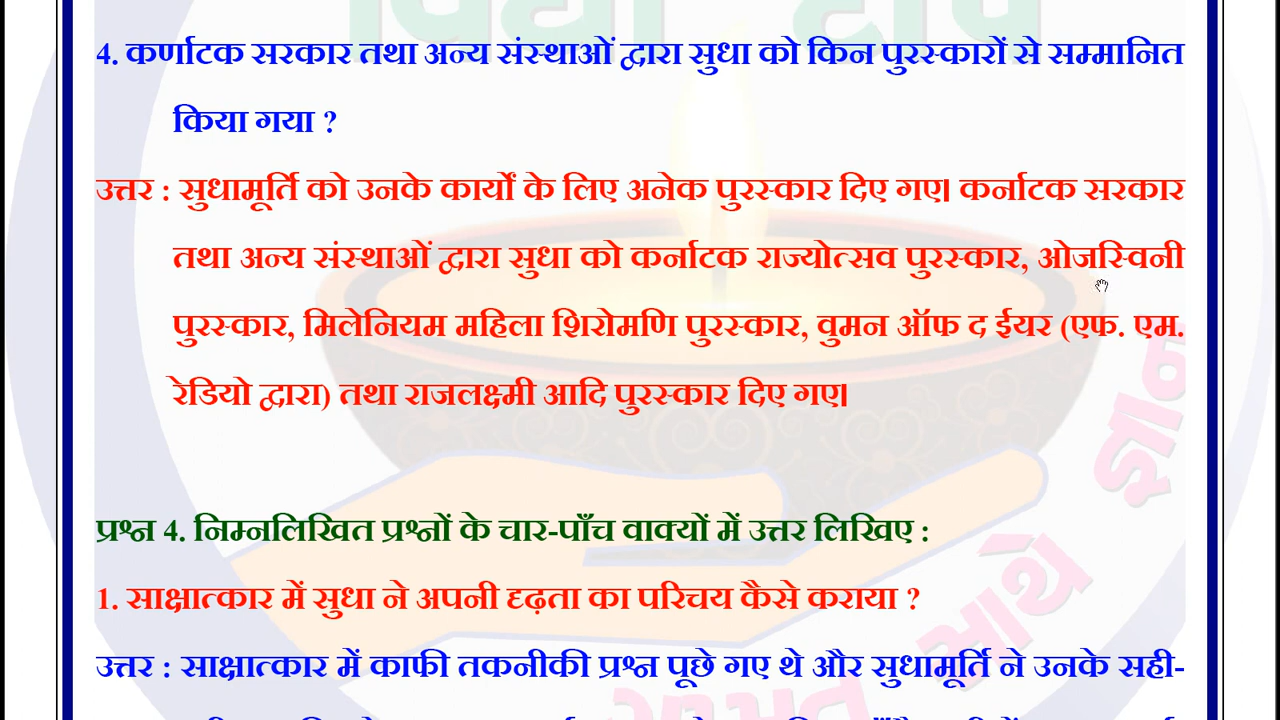 4. कर्णाटक सरकार तथा अन्य संस्थाओं द्वारा सुधा को किन पुरस्कारों से सम्मानित
किया गया ?
उत्तर : सुधामूर्ति को उनके कार्यों के लिए अनेक पुरस्कार दिए गए। कर्नाटक सरकार
तथा अन्य संस्थाओं द्वारा सुधा को कर्नाटक राज्योत्सव पुरस्कार, ओजस्विनी
पुरस्कार, मिलेनियम महिला शिरोमणि पुरस्कार, वुमन ऑफ द ईयर (एफ. एम.
रेडियो द्वारा) तथा राजलक्ष्मी आदि पुरस्कार दिए गए।
प्रश्न 4. निम्नलिखित प्रश्नों के चार-पाँच वाक्यों में उत्तर लिखिए :
1. साक्षात्कार में सुधा ने अपनी दृढ़ता का परिचय कैसे कराया ?
उत्तर : साक्षात्कार में काफी तकनीकी प्रश्न पूछे गए थे और सुधामूर्ति ने उनके सही-